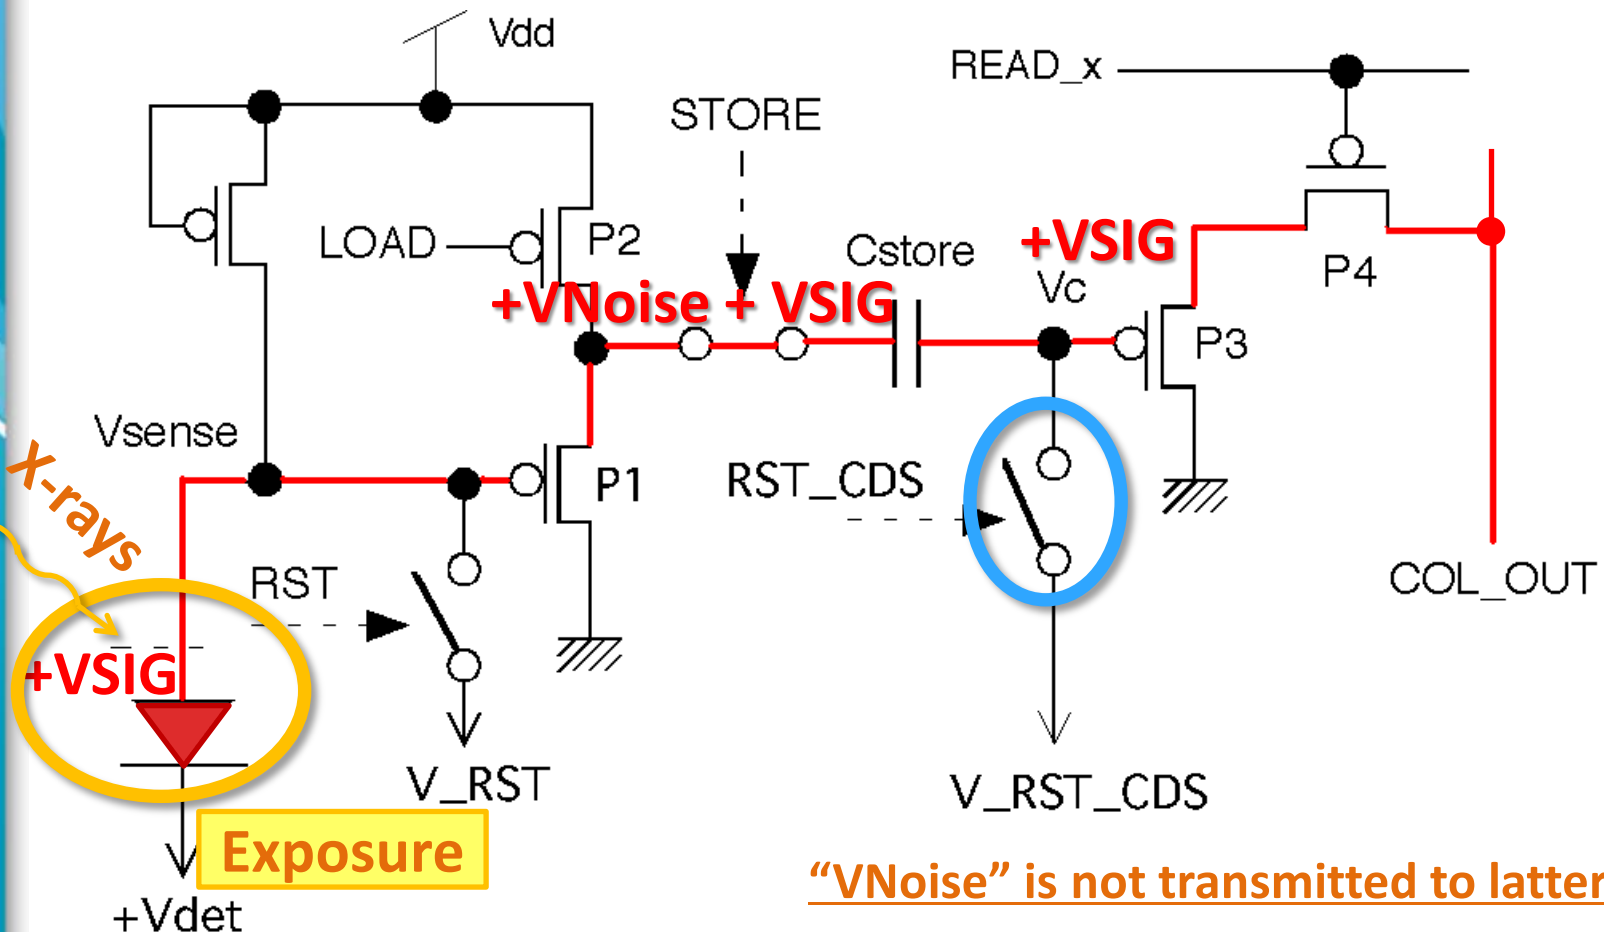 Vdd
READ_x
STORE
LOAD
P2
Cstore
+VSIG
Vc
P4
+VNoise + VSIG
P3
Vsense
X-rays
P1
RST_CDS
RST
COL_OUT
+VSIG
V_RST
V_RST_CDS
Exposure
“VNoise” is not transmitted to latter
+Vdet